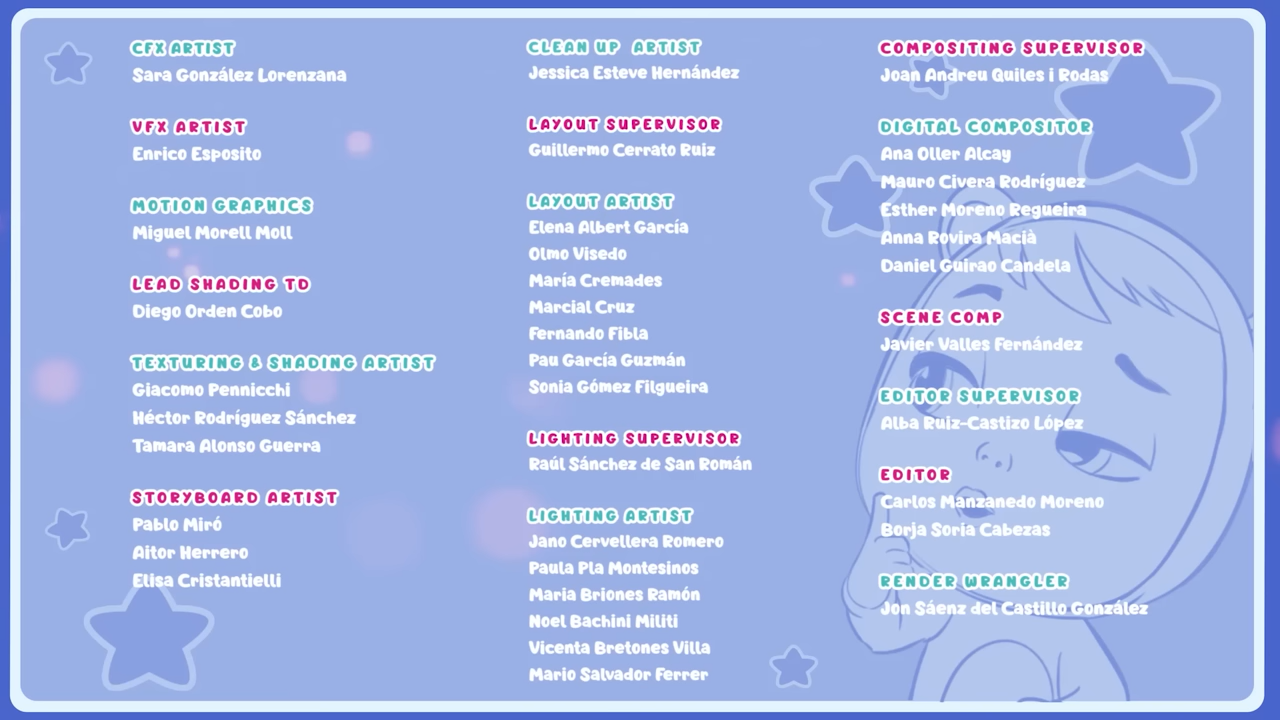 CFX ARTIST
Sara González Lorenzana
VFX ARTIST
Enrico Esposito
MOTION GRAPHICS
Miguel Morell Moll
LEAD SHADING TD
Diego Orden Cobo
TEXTURING & SHADING ARTIST
Giacomo Pennicchi
Héctor Rodríguez Sánchez
Tamara Alonso Guerra
STORYBOARD ARTIST
Pablo Miró
Aitor Herrero
Elisa Cristantielli
CLEAN UP ARTIST
Jessica Esteve Hernández
LAYOUT SUPERVISOR
Guillermo Cerrato Ruiz
LAYOUT ARTIST
Elena Albert García
Olmo Visedo
María Cremades
Marcial Cruz
Fernando Fibla
Pau García Guzmán
Sonia Gómez Filgueira
LIGHTING SUPERVISOR
Raúl Sánchez de San Román
LIGHTING ARTIST
Jano Cervellera Romero
Paula Pla Montesinos
Maria Briones Ramón
Noel Bachini Militi
Vicenta Bretones Villa
Mario Salvador Ferrer
COMPOSITING SUPERVISOR
Joan Andreu Quiles i Rodas
DIGITAL COMPOSITOR
Ana Oller Alcay
Mauro Civera Rodríguez
Esther Moreno Regueira
Anna Rovira Macià
Daniel Guirao Candela
SCENE COMP
Javier Valles Fernández
EDITOR SUPERVISOR
Alba Ruiz-Castizo López
EDITOR
Carlos Manzanedo Moreno
Borja Soria Cabezas
RENDER WRANGLER
Jon Sáenz del Castillo González